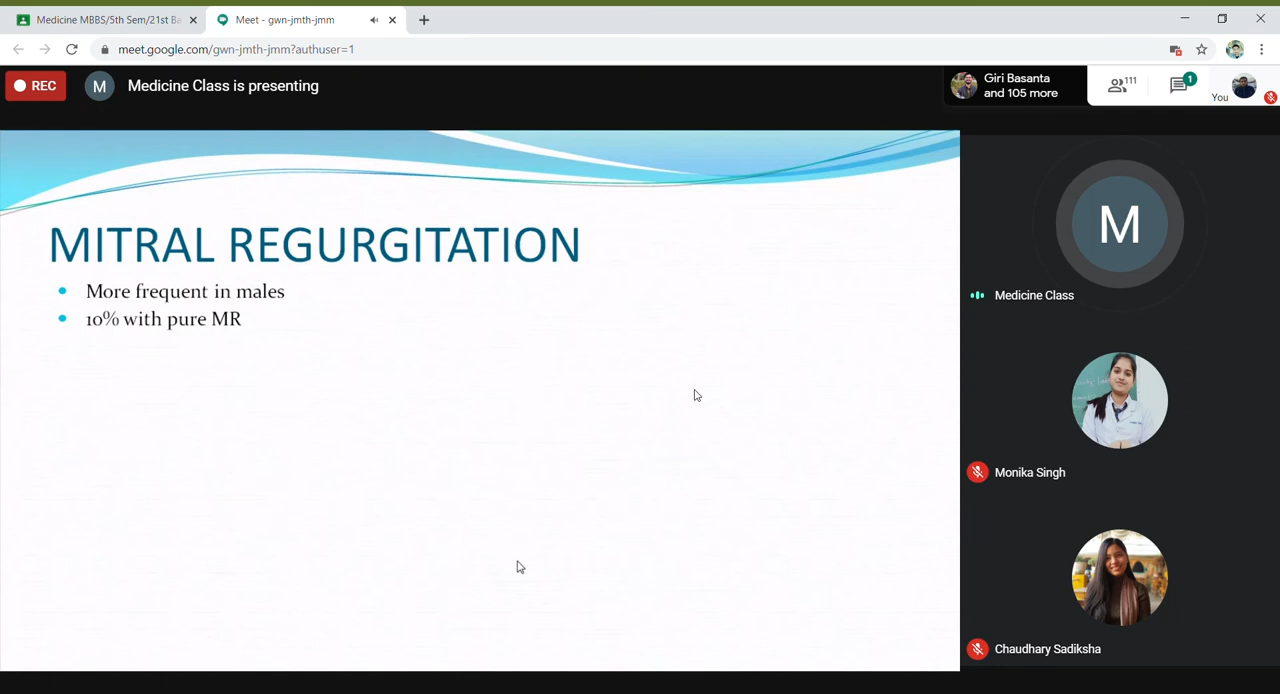 Medicine MBBS/5th Sem/21st Ba
Meet - gwn-jmth-jmm
meet.google.com/gwn-jmth-jmm?authuser=1
REC
M
Medicine Class is presenting
Giri Basanta
and 105 more
111
1
You
MITRAL REGURGITATION
More frequent in males
10% with pure MR
M
Medicine Class
Monika Singh
Chaudhary Sadiksha